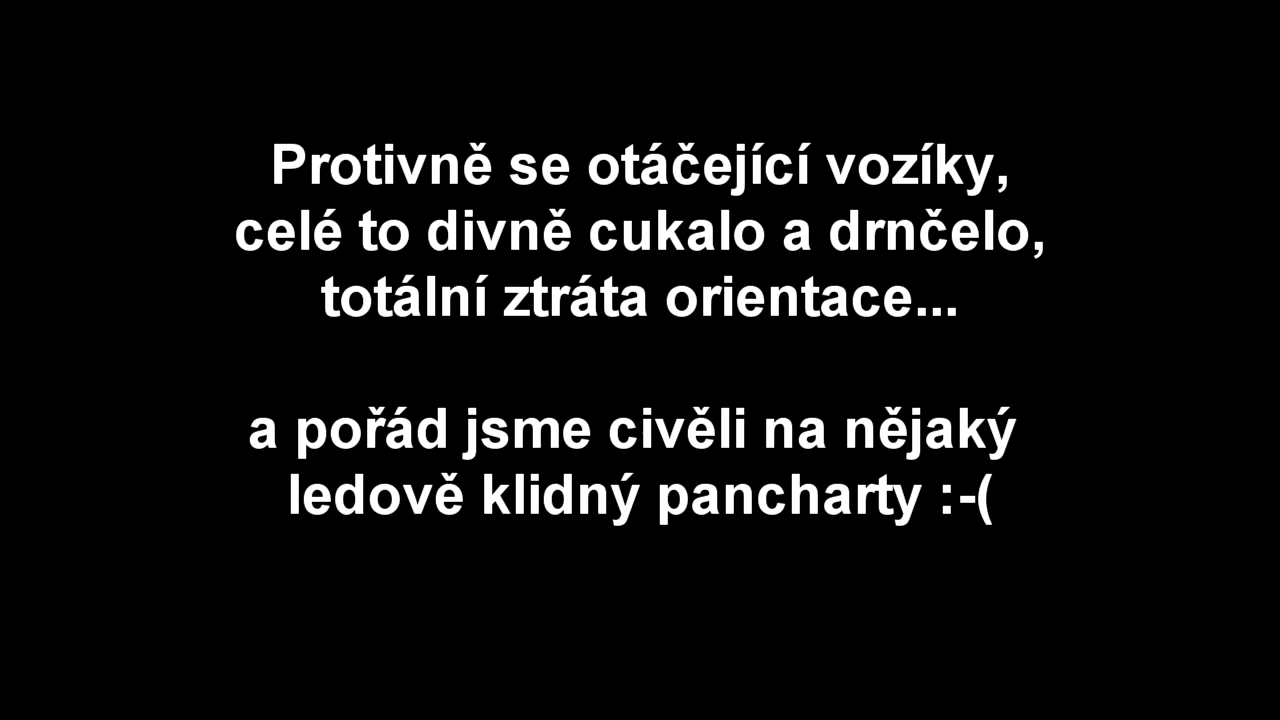 Protivně se otáčející vozíky,
celé to divně cukalo a drnčelo,
totální ztráta orientace...
a pořád jsme civěli na nějaký
ledově klidný pancharty :-(